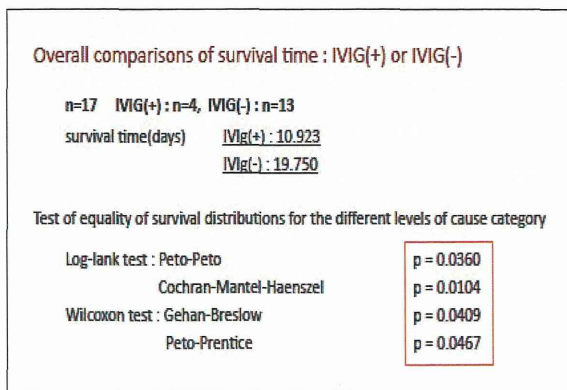 Overall comparisons of survival time : IVIG(+) or IVIG(-)
n=17 IVIG(+) : n=4, IVIG(-) : n=13
survival time(days) IVIg(+) : 10.923
IVIg(-) : 19.750
Test of equality of survival distributions for the different levels of cause category
Log-lank test : Peto-Peto p = 0.0360
Cochran-Mantel-Haenszel p = 0.0104
Wilcoxon test : Gehan-Breslow p = 0.0409
Peto-Prentice p = 0.0467